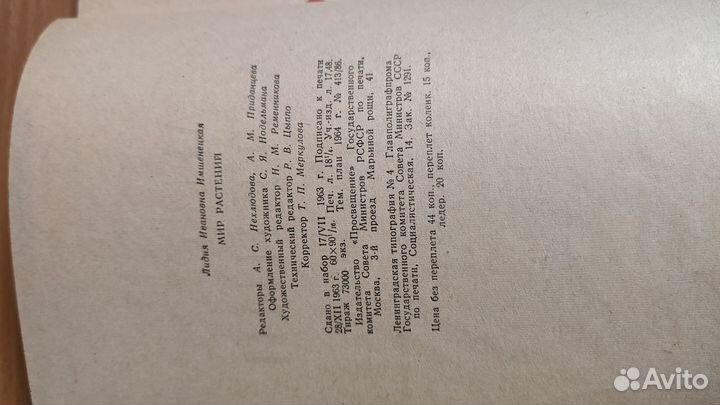 Лидия Ивановна Имшенецкая
МИР РАСТЕНИЙ
Редакторы А. С. Нехлюдова, А. М. Приданцева
Оформление художника С. Я. Нодельмана
Художественный редактор Н. М. Ременникова
Технический редактор Р. В. Цыппо
Корректор Т. П. Меркулова
Сдано в набор 17/VII 1963 г. Подписано к печати
28/XII 1963 г. 60×90¹/₁₆. Печ. л. 18¹/₄. Уч.-изд. л. 17,48.
Тираж 73000 экз. Тем. план 1964 г. № 413/86.
Издательство «Просвещение» Государственного
комитета Совета Министров РСФСР по печати,
Москва, 3-й проезд Марьиной рощи, 41
Ленинградская типография № 4 Главполиграфпрома
Государственного комитета Совета Министров СССР
по печати, Социалистическая, 14. Зак. № 1291.
Цена без переплета 44 коп., переплет коленк. 15 коп.,
ледер. 20 коп.
Avito